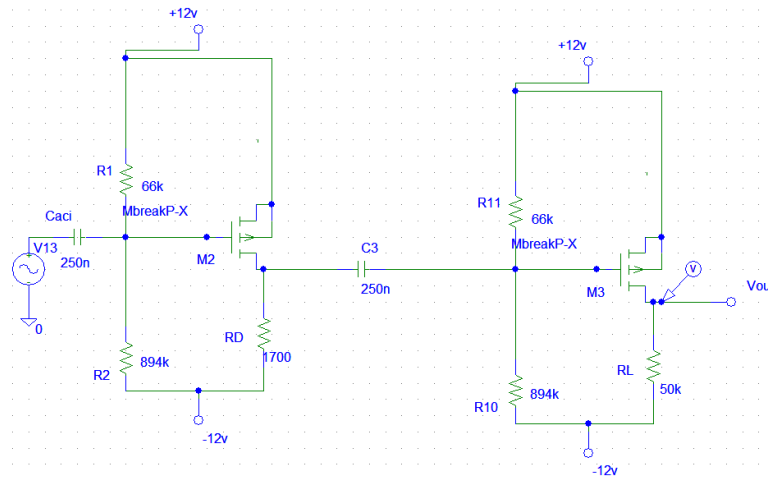 +12v
+12v
R1
66k
MbreakP-X
Caci
V13
250n
M2
0
C3
250n
R11
66k
MbreakP-X
M3
V
Vou
RD
1700
R2
894k
-12v
RL
50k
R10
894k
-12v